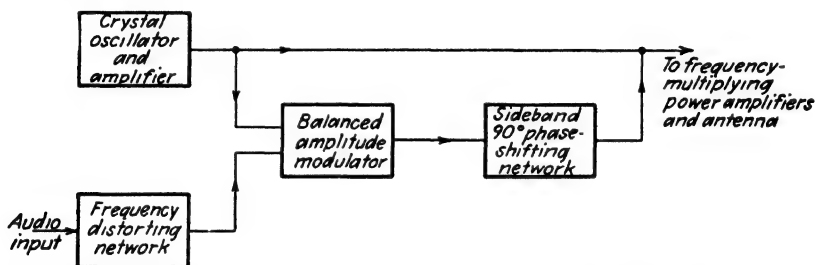 Crystal
oscillator
and
amplifier
To frequency-
multiplying
power amplifiers
and antenna
Balanced
amplitude
modulator
Sideband
90° phase-
shifting
network
Audio
input
Frequency
distorting
network